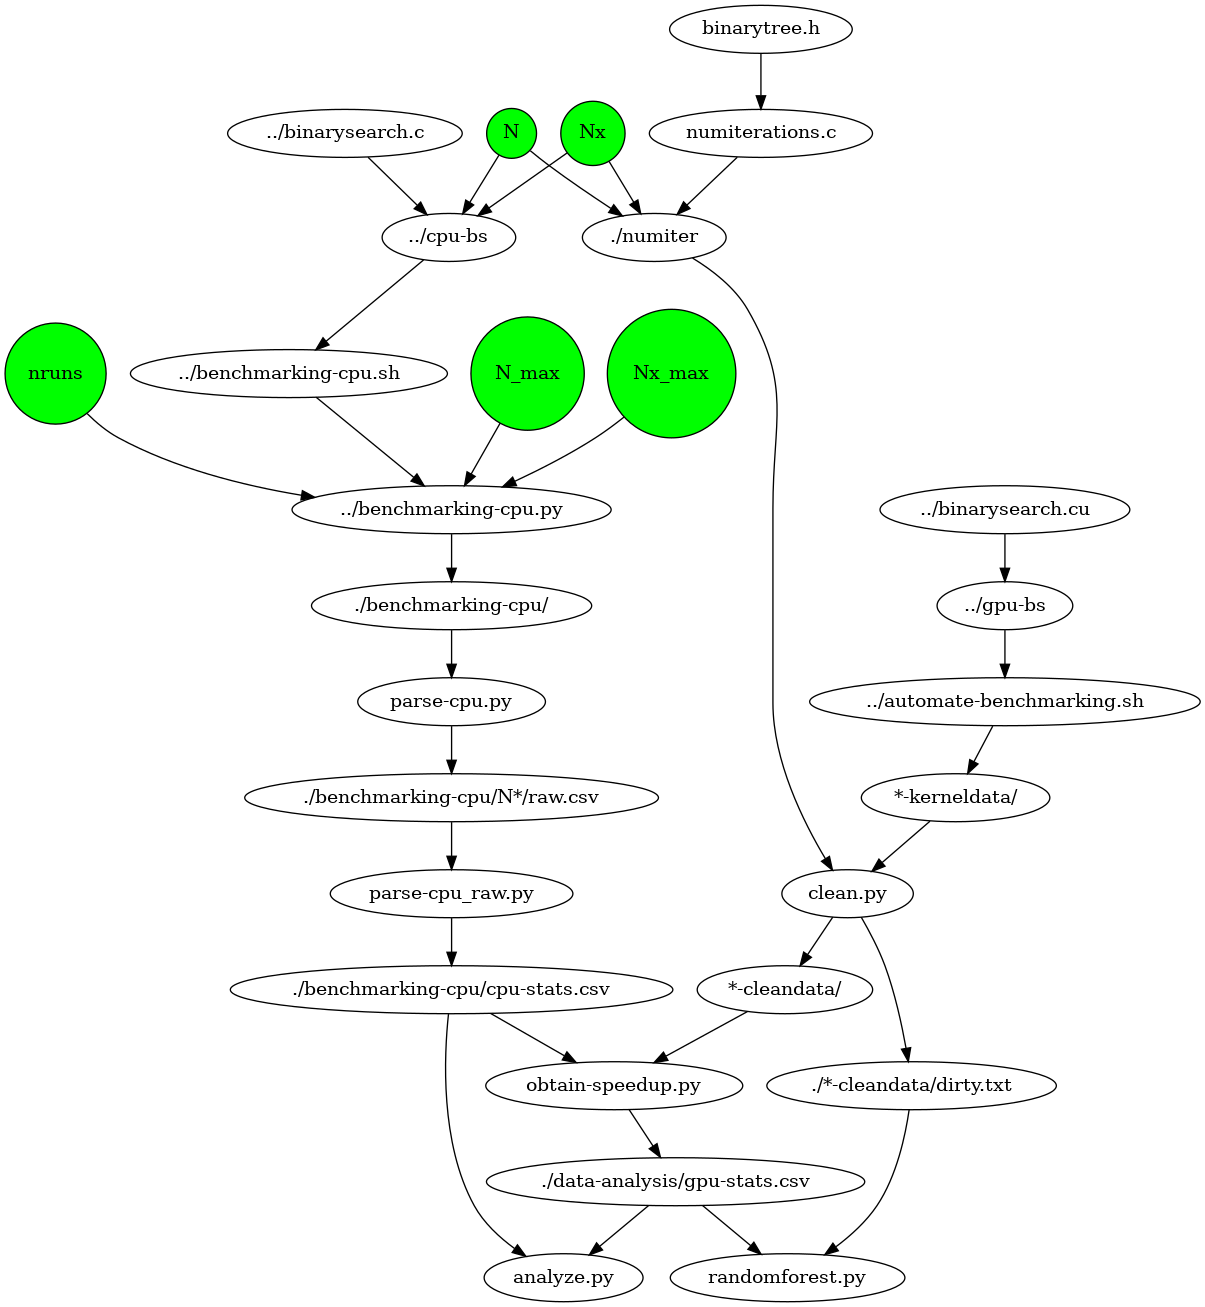 binarytree.h
../binarysearch.c
N
Nx
numiterations.c
../cpu-bs
./numiter
nruns
../benchmarking-cpu.sh
N_max
Nx_max
../benchmarking-cpu.py
../binarysearch.cu
./benchmarking-cpu/
../gpu-bs
parse-cpu.py
../automate-benchmarking.sh
./benchmarking-cpu/N*/raw.csv
*-kerneldata/
parse-cpu_raw.py
clean.py
./benchmarking-cpu/cpu-stats.csv
*-cleandata/
obtain-speedup.py
./*-cleandata/dirty.txt
./data-analysis/gpu-stats.csv
analyze.py
randomforest.py